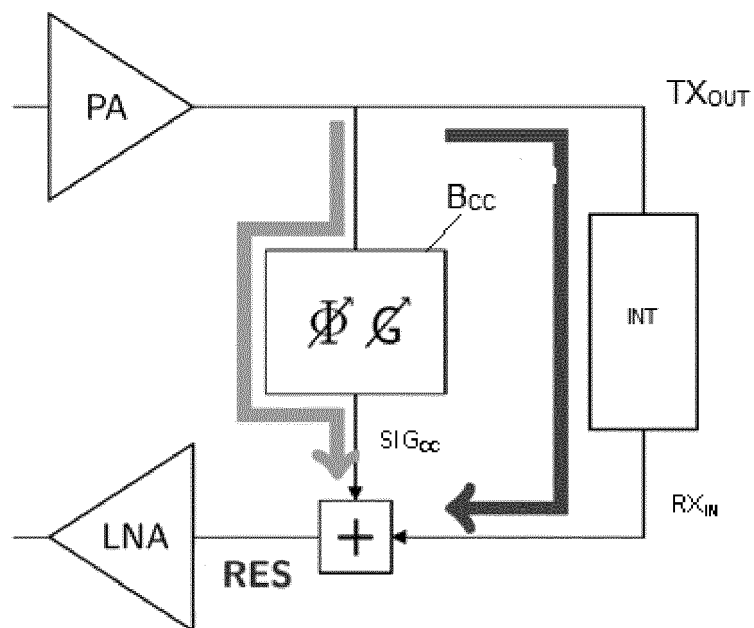 PA
TXOUT
BCC
Φ G
INT
SIGCC
RXIN
+
LNA
RES